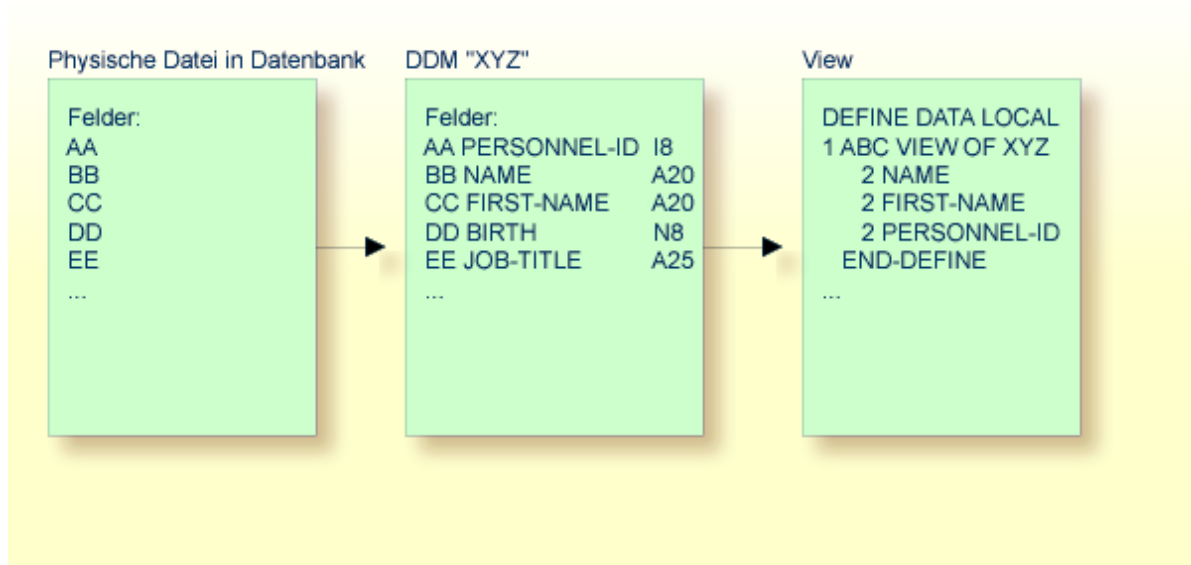 Physische Datei in Datenbank
Felder:
AA
BB
CC
DD
EE
...
DDM "XYZ"
Felder:
AA PERSONNEL-ID I8
BB NAME A20
CC FIRST-NAME A20
DD BIRTH N8
EE JOB-TITLE A25
...
View
DEFINE DATA LOCAL
1 ABC VIEW OF XYZ
2 NAME
2 FIRST-NAME
2 PERSONNEL-ID
END-DEFINE
...